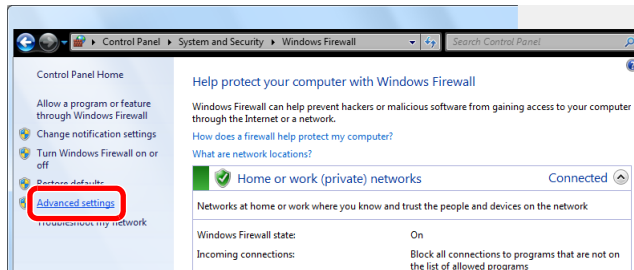 Control Panel ▸ System and Security ▸ Windows Firewall
Search Control Panel
Control Panel Home
Allow a program or feature
through Windows Firewall
Change notification settings
Turn Windows Firewall on or
off
Restore defaults
Advanced settings
Troubleshoot my network
Help protect your computer with Windows Firewall
Windows Firewall can help prevent hackers or malicious software from gaining access to your computer
through the Internet or a network.
How does a firewall help protect my computer?
What are network locations?
Home or work (private) networks Connected
Networks at home or work where you know and trust the people and devices on the network
Windows Firewall state: On
Incoming connections: Block all connections to programs that are not on
the list of allowed programs